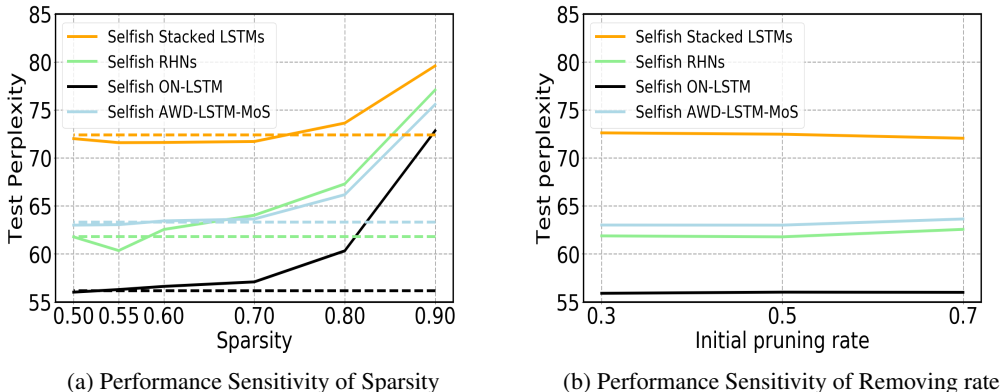 85
80
75
70
65
60
55
Test Perplexity
Selfish Stacked LSTMs
Selfish RHNs
Selfish ON-LSTM
Selfish AWD-LSTM-MoS
0.50 0.55 0.60 0.70 0.80 0.90
Sparsity
(a) Performance Sensitivity of Sparsity
85
80
75
70
65
60
55
Test perplexity
Selfish Stacked LSTMs
Selfish RHNs
Selfish ON-LSTM
Selfish AWD-LSTM-MoS
0.3 0.5 0.7
Initial pruning rate
(b) Performance Sensitivity of Removing rate